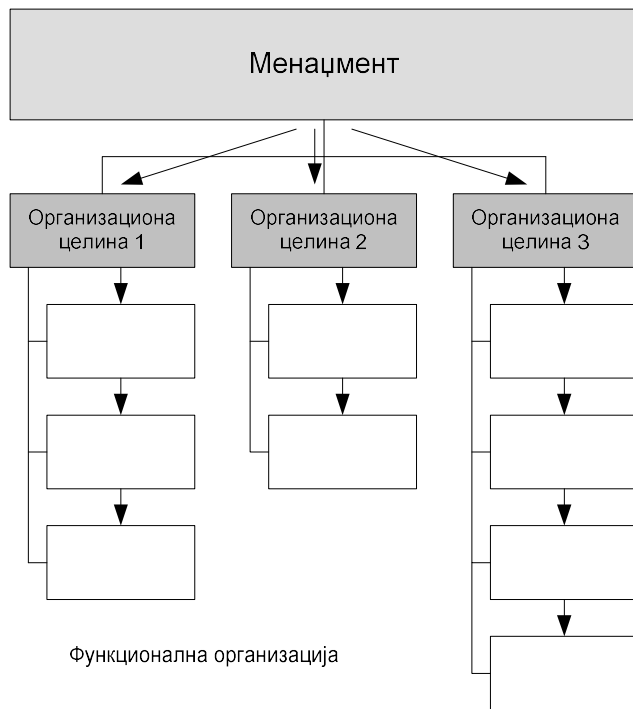 Менаџмент
Организациона
целина 1
Организациона
целина 2
Организациона
целина 3
Функционална организација